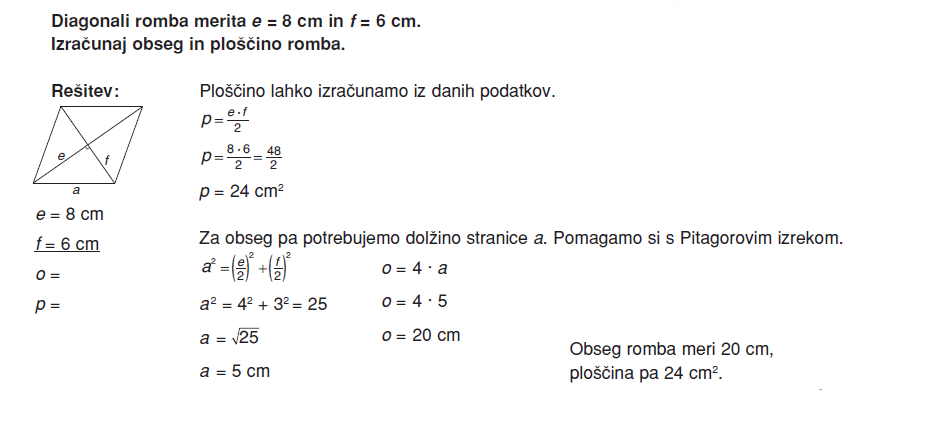 Diagonali romba merita e = 8 cm in f = 6 cm.
Izračunaj obseg in ploščino romba.
Rešitev:
e
f
a
e = 8 cm
f = 6 cm
o =
p =
Ploščino lahko izračunamo iz danih podatkov.
p = e · f / 2
p = 8 · 6 / 2 = 48 / 2
p = 24 cm²
Za obseg pa potrebujemo dolžino stranice a. Pomagamo si s Pitagorovim izrekom.
a² = (e/2)² + (f/2)²
a² = 4² + 3² = 25
a = √25
a = 5 cm
o = 4 · a
o = 4 · 5
o = 20 cm
Obseg romba meri 20 cm,
ploščina pa 24 cm².